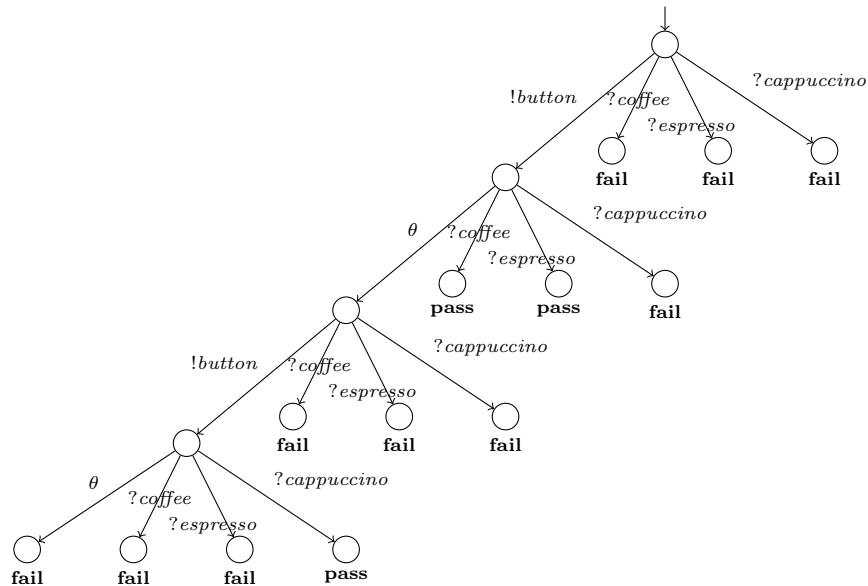 !button ?coffee ?espresso ?cappuccino
fail fail fail
θ ?coffee ?espresso ?cappuccino
pass pass fail
!button ?coffee ?espresso ?cappuccino
fail fail fail
θ ?coffee ?espresso ?cappuccino
fail fail fail pass